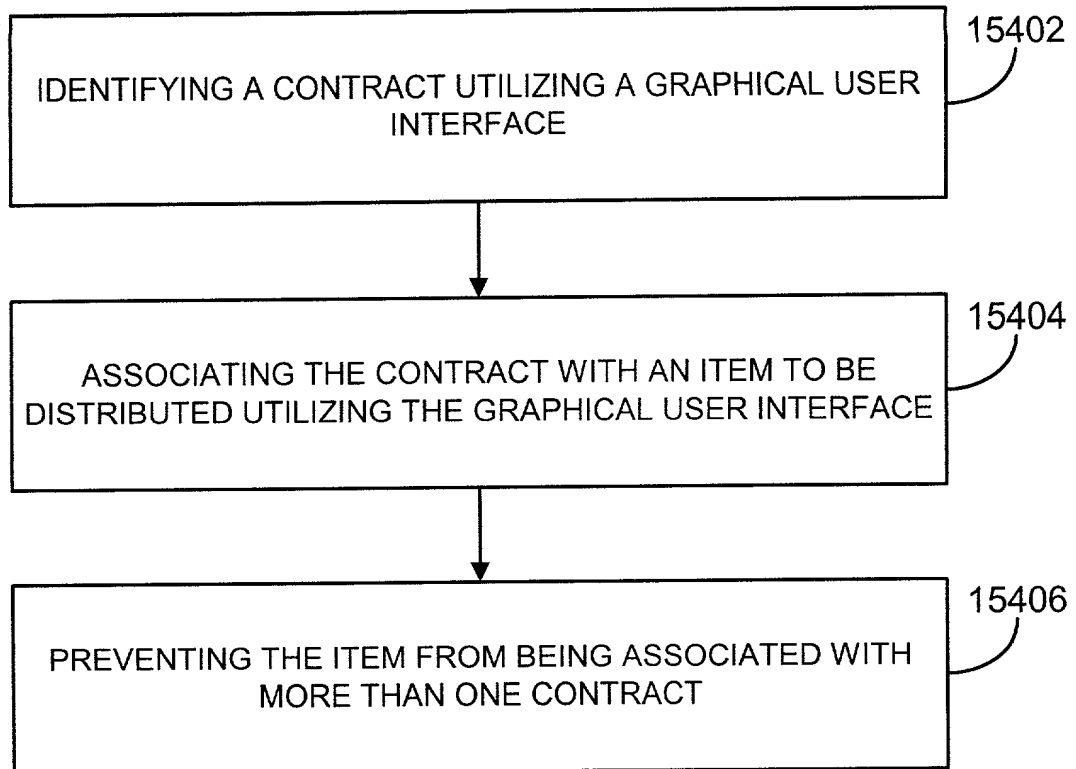 15402
IDENTIFYING A CONTRACT UTILIZING A GRAPHICAL USER
INTERFACE
15404
ASSOCIATING THE CONTRACT WITH AN ITEM TO BE
DISTRIBUTED UTILIZING THE GRAPHICAL USER INTERFACE
15406
PREVENTING THE ITEM FROM BEING ASSOCIATED WITH
MORE THAN ONE CONTRACT